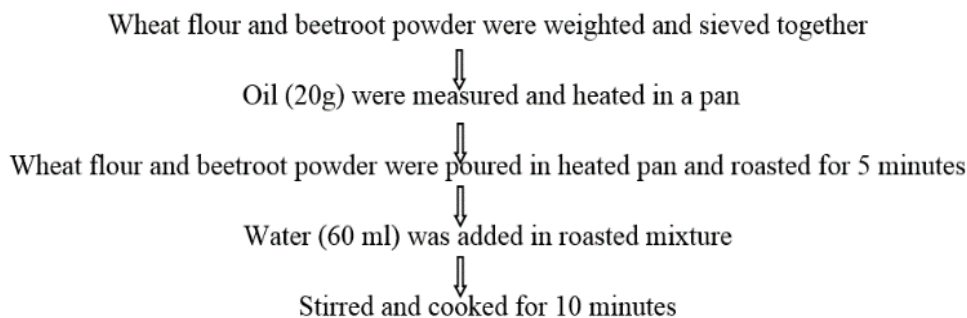 Wheat flour and beetroot powder were weighted and sieved together
Oil (20g) were measured and heated in a pan
Wheat flour and beetroot powder were poured in heated pan and roasted for 5 minutes
Water (60 ml) was added in roasted mixture
Stirred and cooked for 10 minutes